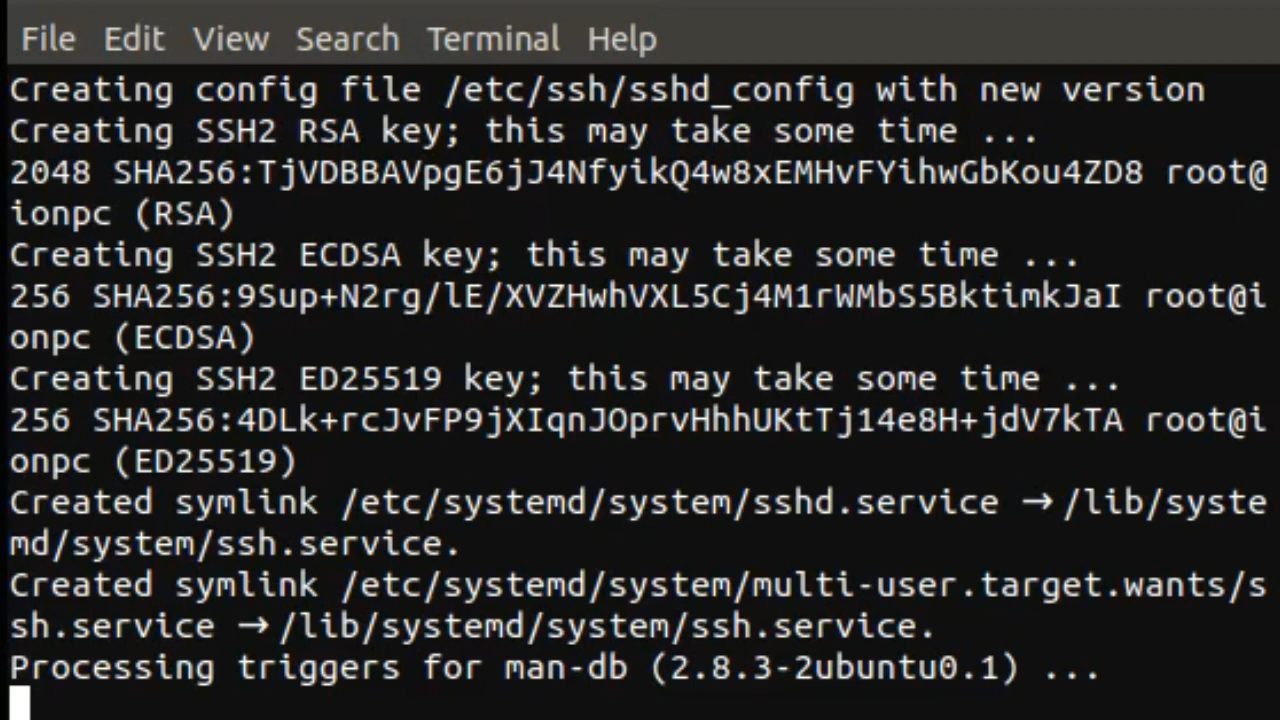 File Edit View Search Terminal Help
Creating config file /etc/ssh/sshd_config with new version
Creating SSH2 RSA key; this may take some time ...
2048 SHA256:TjVDBBAVpgE6jJ4NfyikQ4w8xEMHvFYihwGbKou4ZD8 root@
ionpc (RSA)
Creating SSH2 ECDSA key; this may take some time ...
256 SHA256:9Sup+N2rg/lE/XVZHwhVXL5Cj4M1rWMbS5BktimkJaI root@i
onpc (ECDSA)
Creating SSH2 ED25519 key; this may take some time ...
256 SHA256:4DLk+rcJvFP9jXIqnJOprvHhhUKtTj14e8H+jdV7kTA root@i
onpc (ED25519)
Created symlink /etc/systemd/system/sshd.service → /lib/syste
md/system/ssh.service.
Created symlink /etc/systemd/system/multi-user.target.wants/s
sh.service → /lib/systemd/system/ssh.service.
Processing triggers for man-db (2.8.3-2ubuntu0.1) ...